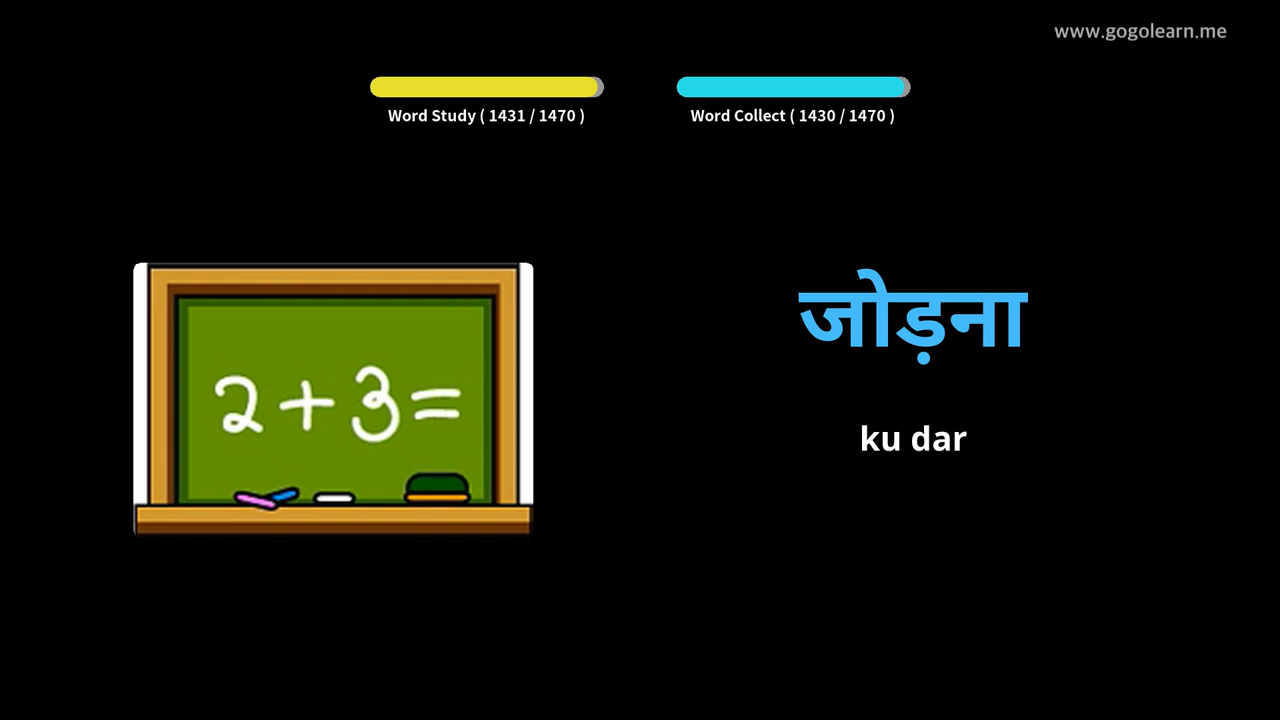 www.gogolearn.me
Word Study ( 1431 / 1470 )
Word Collect ( 1430 / 1470 )
2+3=
जोड़ना
ku dar